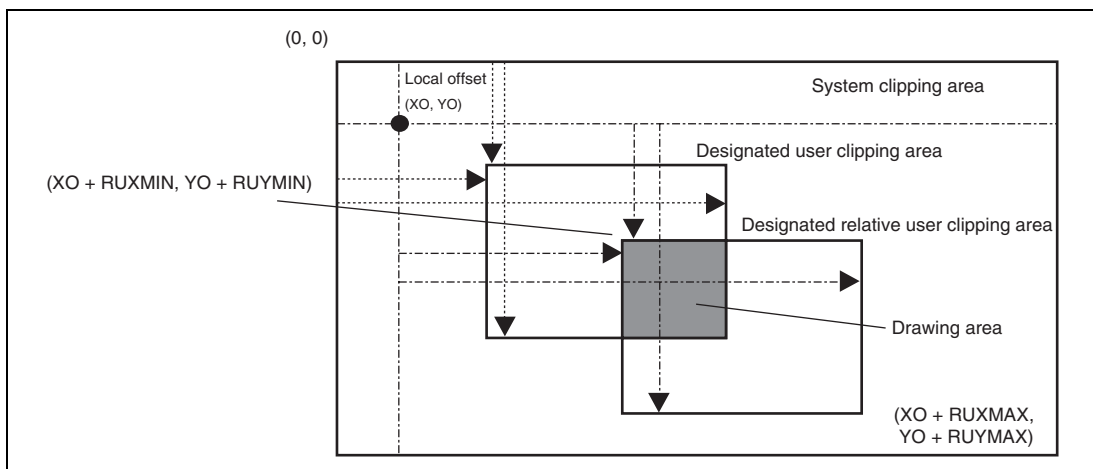 (0, 0)
Local offset
(XO, YO)
System clipping area
Designated user clipping area
(XO + RUXMIN, YO + RUYMIN)
Designated relative user clipping area
Drawing area
(XO + RUXMAX,
YO + RUYMAX)